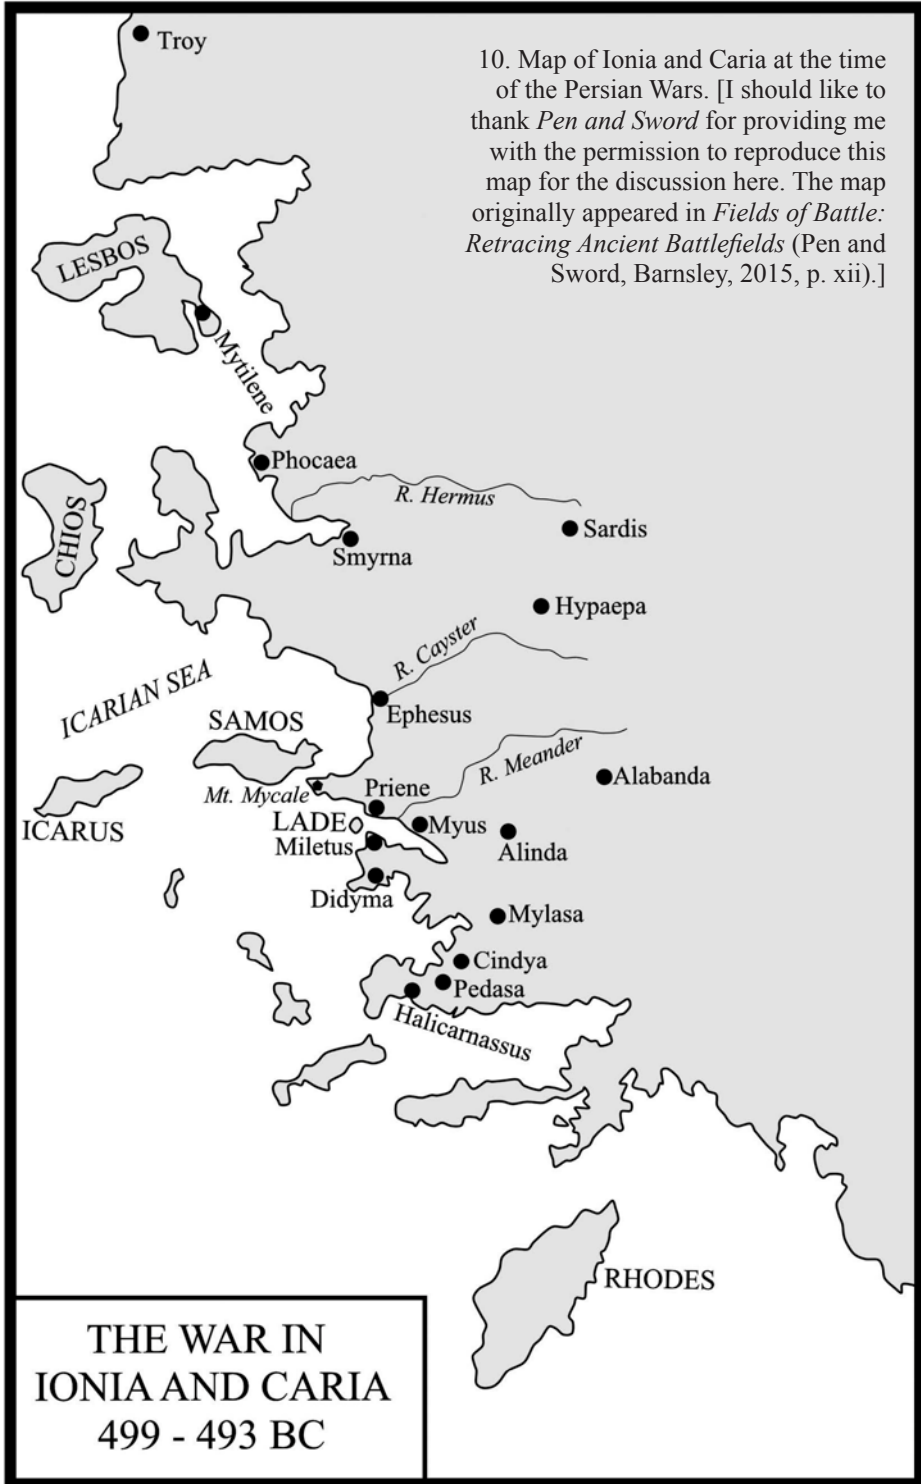 Troy
10. Map of Ionia and Caria at the time
of the Persian Wars. [I should like to
thank Pen and Sword for providing me
with the permission to reproduce this
map for the discussion here. The map
originally appeared in Fields of Battle:
Retracing Ancient Battlefields (Pen and
Sword, Barnsley, 2015, p. xii).]
LESBOS
Mytilene
Phocaea
R. Hermus
CHIOS
Sardis
Smyrna
Hypaepa
R. Cayster
ICARIAN SEA
Ephesus
SAMOS
R. Meander
Alabanda
Mt. Mycale
Priene
ICARUS
LADE
Myus
Miletus
Alinda
Didyma
Mylasa
Cindya
Pedasa
Halicarnassus
RHODES
THE WAR IN
IONIA AND CARIA
499 - 493 BC